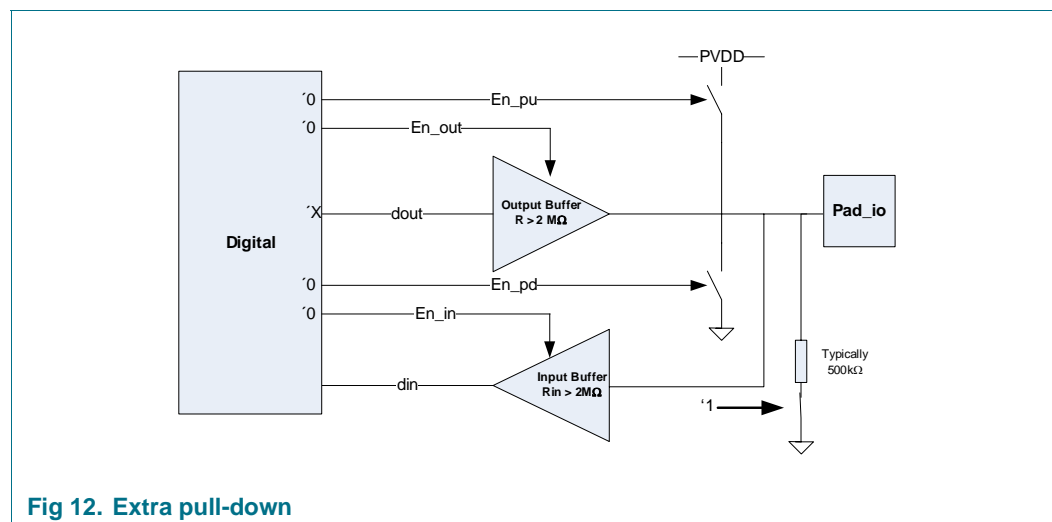 PVDD
´0
En_pu
´0
En_out
Output Buffer
R > 2 MΩ
´X
dout
Pad_io
Digital
´0
En_pd
´0
En_in
Typically
500kΩ
Input Buffer
Rin > 2MΩ
din
‘1
Fig 12. Extra pull-down